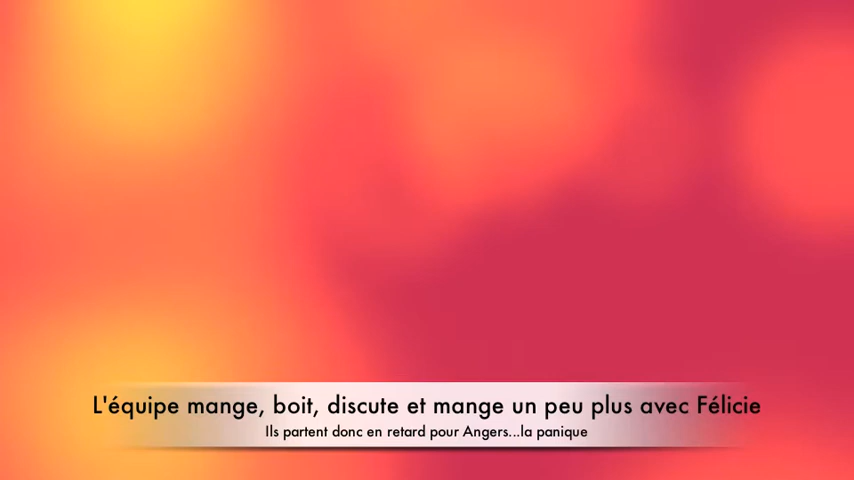 L'équipe mange, boit, discute et mange un peu plus avec Félicie
Ils partent donc en retard pour Angers...la panique